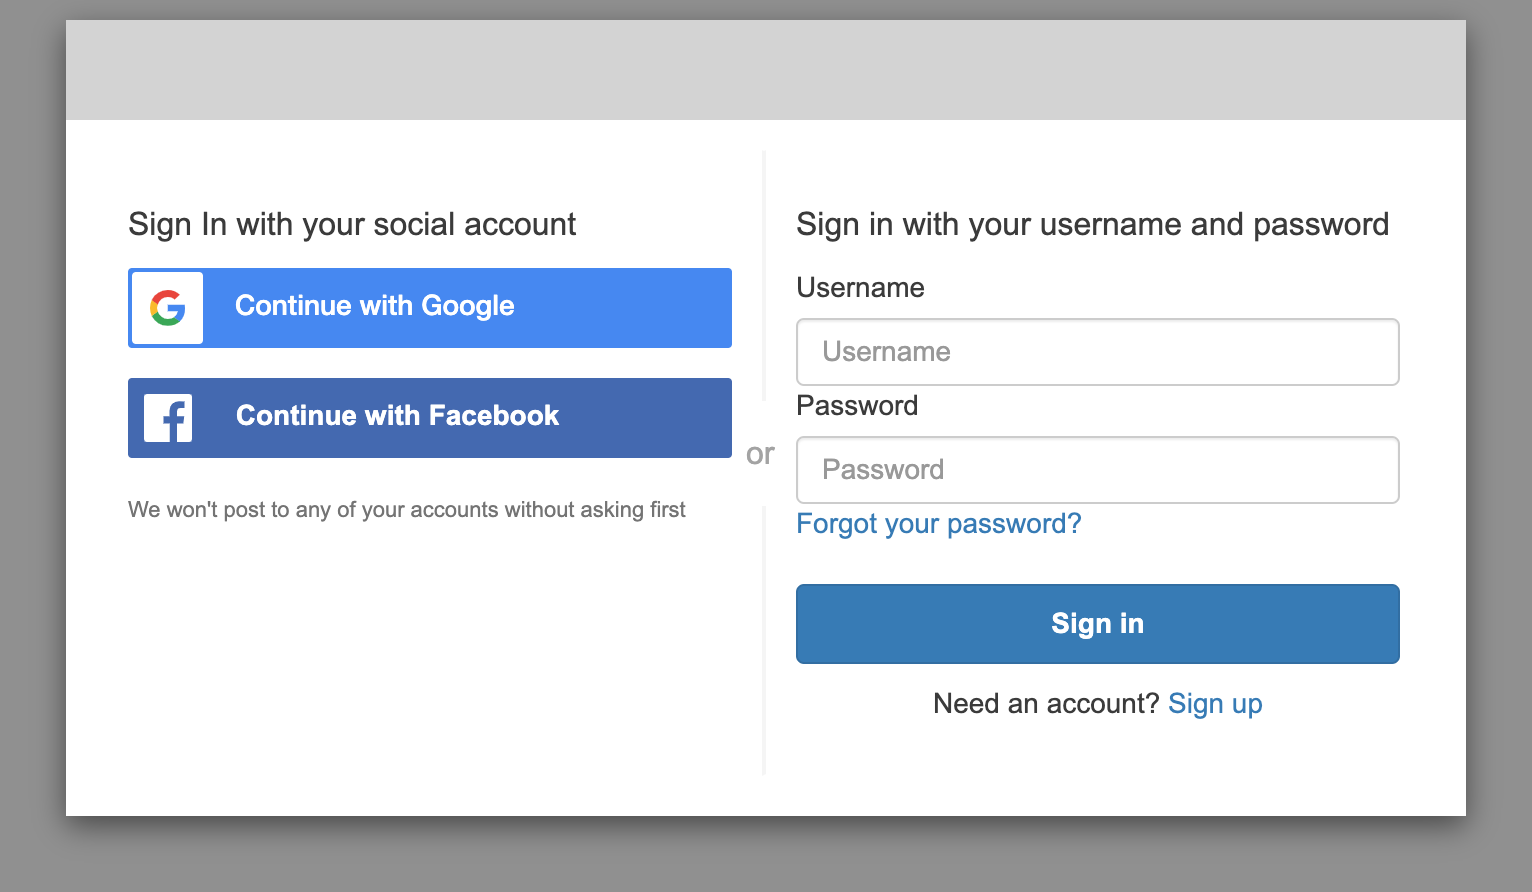 Sign In with your social account
Continue with Google
Continue with Facebook
We won't post to any of your accounts without asking first
or
Sign in with your username and password
Username
Username
Password
Password
Forgot your password?
Sign in
Need an account? Sign up